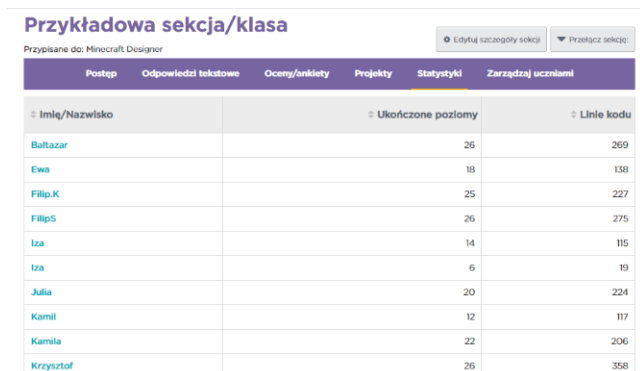 Przykładowa sekcja/klasa
Edytuj szczegóły sekcji Przełącz sekcję:
Przypisane do: Minecraft Designer
Postęp Odpowiedzi tekstowe Oceny/ankiety Projekty Statystyki Zarządzaj uczniami
Imię/Nazwisko Ukończone poziomy Linie kodu
Baltazar 26 269
Ewa 18 138
Filip.K 25 227
FilipS 26 275
Iza 14 115
Iza 6 19
Julia 20 224
Kamil 12 117
Kamila 22 206
Krzysztof 26 358